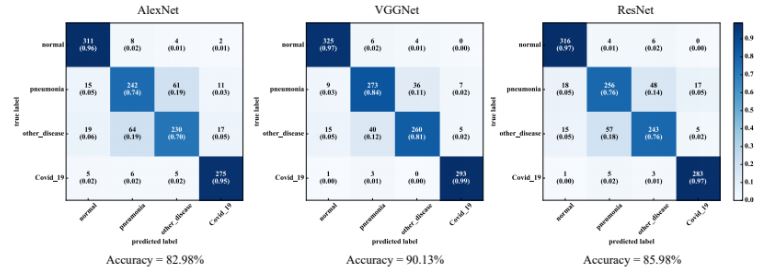 AlexNet
VGGNet
ResNet
normal
311 8 4 2
(0.96) (0.02) (0.01) (0.01)
pneumonia
15 242 61 11
(0.05) (0.74) (0.19) (0.03)
other_disease
19 64 230 17
(0.06) (0.19) (0.70) (0.05)
Covid_19
5 6 5 275
(0.02) (0.02) (0.02) (0.95)
true label
normal pneumonia other_disease Covid_19
predicted label
Accuracy = 82.98%
normal
325 6 4 0
(0.97) (0.02) (0.01) (0.00)
pneumonia
9 273 36 7
(0.03) (0.84) (0.11) (0.02)
other_disease
15 40 260 5
(0.05) (0.12) (0.81) (0.02)
Covid_19
1 3 0 293
(0.00) (0.01) (0.00) (0.99)
true label
normal pneumonia other_disease Covid_19
predicted label
Accuracy = 90.13%
normal
316 4 6 0
(0.97) (0.01) (0.02) (0.00)
pneumonia
18 256 48 17
(0.05) (0.76) (0.14) (0.05)
other_disease
15 57 243 5
(0.05) (0.18) (0.76) (0.02)
Covid_19
1 5 3 283
(0.00) (0.02) (0.01) (0.97)
true label
normal pneumonia other_disease Covid_19
predicted label
Accuracy = 85.98%
0.9
0.8
0.7
0.6
0.5
0.4
0.3
0.2
0.1
0.0